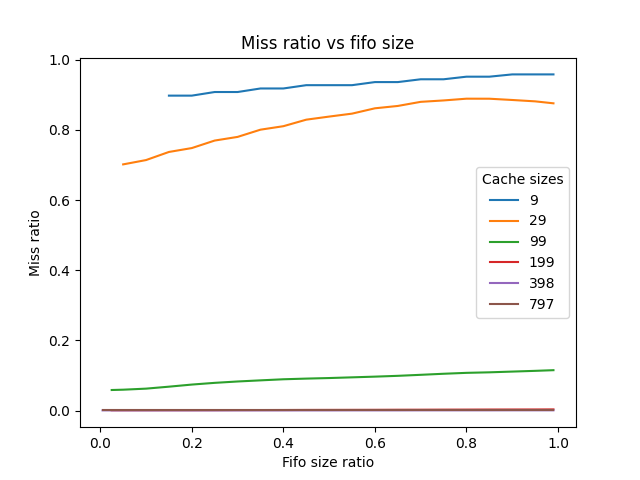 Miss ratio vs fifo size
1.0
0.8
0.6
0.4
0.2
0.0
Miss ratio
Cache sizes
9
29
99
199
398
797
0.0 0.2 0.4 0.6 0.8 1.0
Fifo size ratio